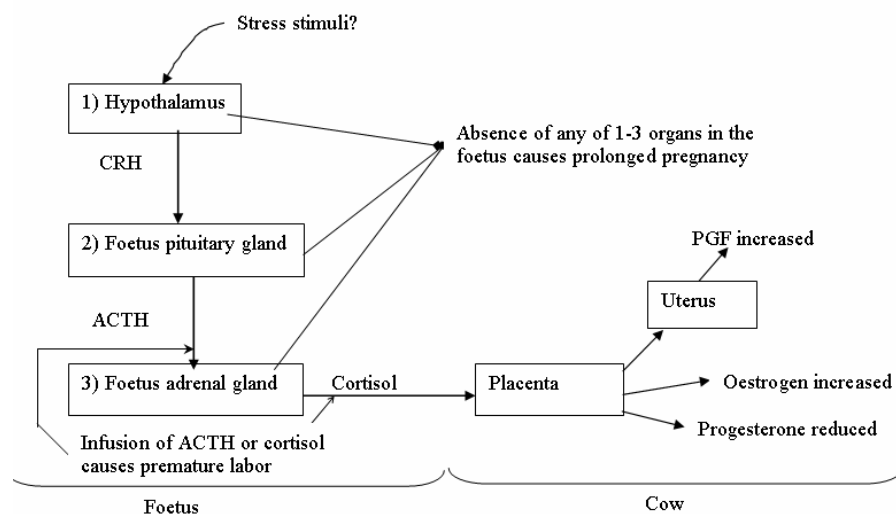 Stress stimuli?
1) Hypothalamus
Absence of any of 1-3 organs in the
foetus causes prolonged pregnancy
CRH
2) Foetus pituitary gland
PGF increased
Uterus
ACTH
3) Foetus adrenal gland
Cortisol
Placenta
Oestrogen increased
Progesterone reduced
Infusion of ACTH or cortisol
causes premature labor
Foetus
Cow